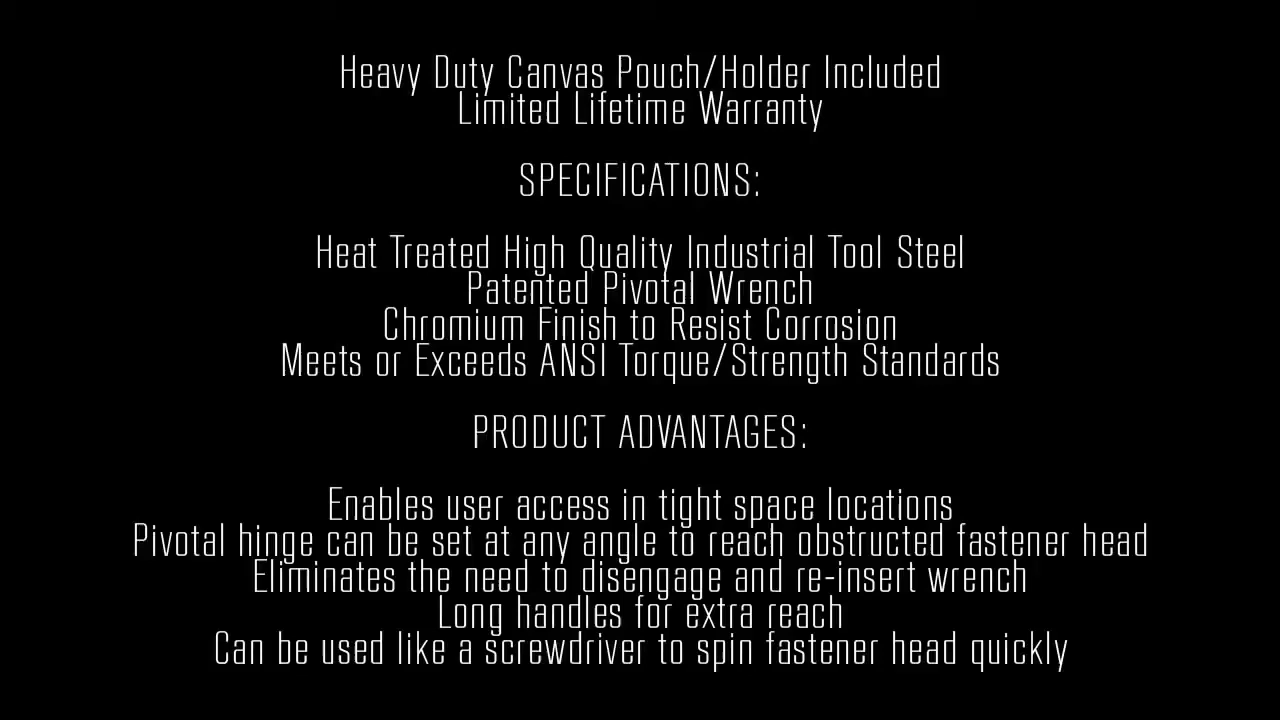 Heavy Duty Canvas Pouch/Holder Included
Limited Lifetime Warranty
SPECIFICATIONS:
Heat Treated High Quality Industrial Tool Steel
Patented Pivotal Wrench
Chromium Finish to Resist Corrosion
Meets or Exceeds ANSI Torque/Strength Standards
PRODUCT ADVANTAGES:
Enables user access in tight space locations
Pivotal hinge can be set at any angle to reach obstructed fastener head
Eliminates the need to disengage and re-insert wrench
Long handles for extra reach
Can be used like a screwdriver to spin fastener head quickly